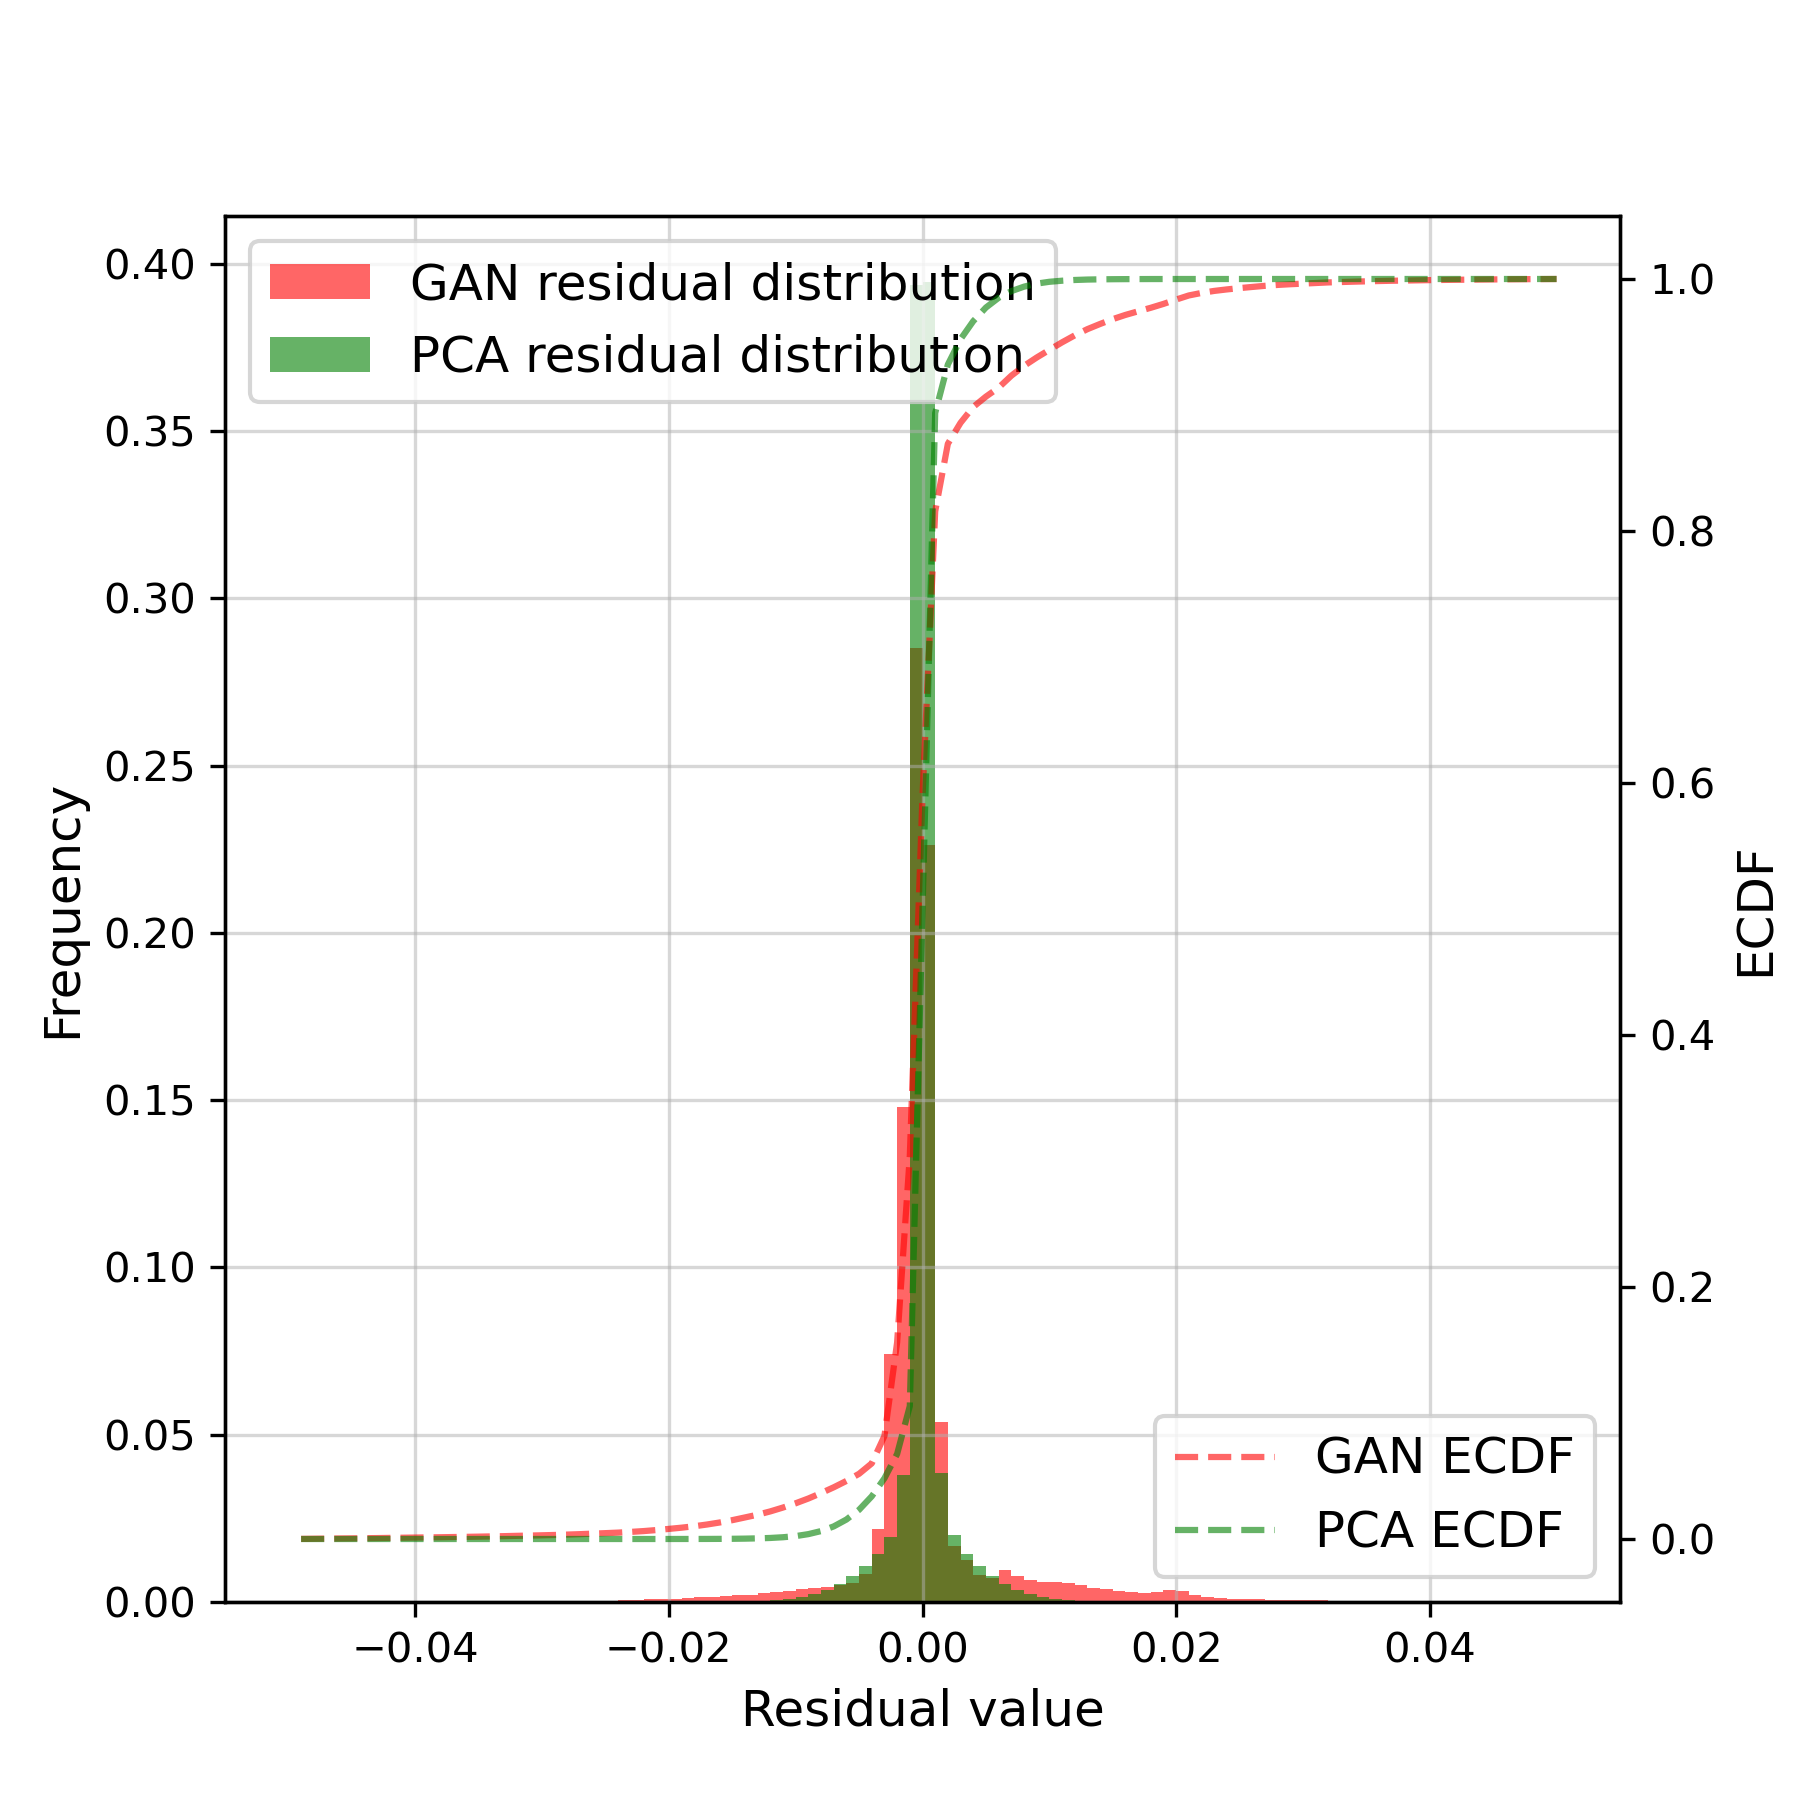 GAN residual distribution
PCA residual distribution
0.40
0.35
0.30
0.25
0.20
0.15
0.10
0.05
0.00
Frequency
1.0
0.8
0.6
0.4
0.2
0.0
ECDF
GAN ECDF
PCA ECDF
−0.04
−0.02
0.00
0.02
0.04
Residual value